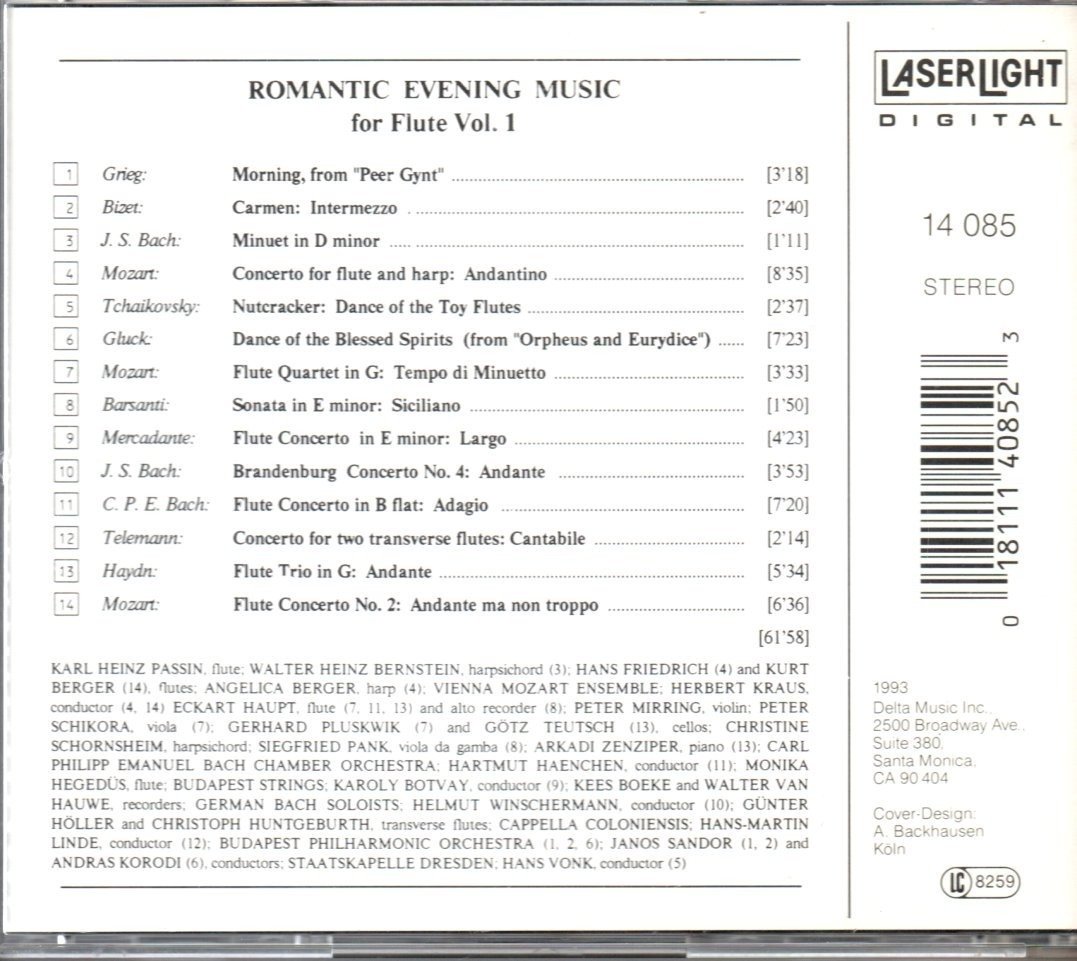 ROMANTIC EVENING MUSIC
for Flute Vol. 1
1 Grieg: Morning, from "Peer Gynt" [3'18]
2 Bizet: Carmen: Intermezzo [2'40]
3 J. S. Bach: Minuet in D minor [1'11]
4 Mozart: Concerto for flute and harp: Andantino [8'35]
5 Tchaikovsky: Nutcracker: Dance of the Toy Flutes [2'37]
6 Gluck: Dance of the Blessed Spirits (from "Orpheus and Eurydice") [7'23]
7 Mozart: Flute Quartet in G: Tempo di Minuetto [3'33]
8 Barsanti: Sonata in E minor: Siciliano [1'50]
9 Mercadante: Flute Concerto in E minor: Largo [4'23]
10 J. S. Bach: Brandenburg Concerto No. 4: Andante [3'53]
11 C. P. E. Bach: Flute Concerto in B flat: Adagio [7'20]
12 Telemann: Concerto for two transverse flutes: Cantabile [2'14]
13 Haydn: Flute Trio in G: Andante [5'34]
14 Mozart: Flute Concerto No. 2: Andante ma non troppo [6'36]
[61'58]
KARL HEINZ PASSIN, flute; WALTER HEINZ BERNSTEIN, harpsichord (3); HANS FRIEDRICH (4) and KURT
BERGER (14), flutes; ANGELICA BERGER, harp (4); VIENNA MOZART ENSEMBLE; HERBERT KRAUS,
conductor (4, 14) ECKART HAUPT, flute (7, 11, 13) and alto recorder (8); PETER MIRRING, violin; PETER
SCHIKORA, viola (7); GERHARD PLUSKWIK (7) and GÖTZ TEUTSCH (13), cellos; CHRISTINE
SCHORNSHEIM, harpsichord; SIEGFRIED PANK, viola da gamba (8); ARKADI ZENZIPER, piano (13); CARL
PHILIPP EMANUEL BACH CHAMBER ORCHESTRA; HARTMUT HAENCHEN, conductor (11); MONIKA
HEGEDÜS, flute; BUDAPEST STRINGS; KAROLY BOTVAY, conductor (9); KEES BOEKE and WALTER VAN
HAUWE, recorders; GERMAN BACH SOLOISTS; HELMUT WINSCHERMANN, conductor (10); GÜNTER
HÖLLER and CHRISTOPH HUNTGEBURTH, transverse flutes; CAPPELLA COLONIENSIS; HANS-MARTIN
LINDE, conductor (12); BUDAPEST PHILHARMONIC ORCHESTRA (1, 2, 6); JANOS SANDOR (1, 2) and
ANDRAS KORODI (6), conductors; STAATSKAPELLE DRESDEN; HANS VONK, conductor (5)
LASERLIGHT
DIGITAL
14 085
STEREO
0 18111 40852 3
1993
Delta Music Inc.,
2500 Broadway Ave.,
Suite 380,
Santa Monica,
CA 90 404
Cover-Design:
A. Backhausen
Köln
LC 8259